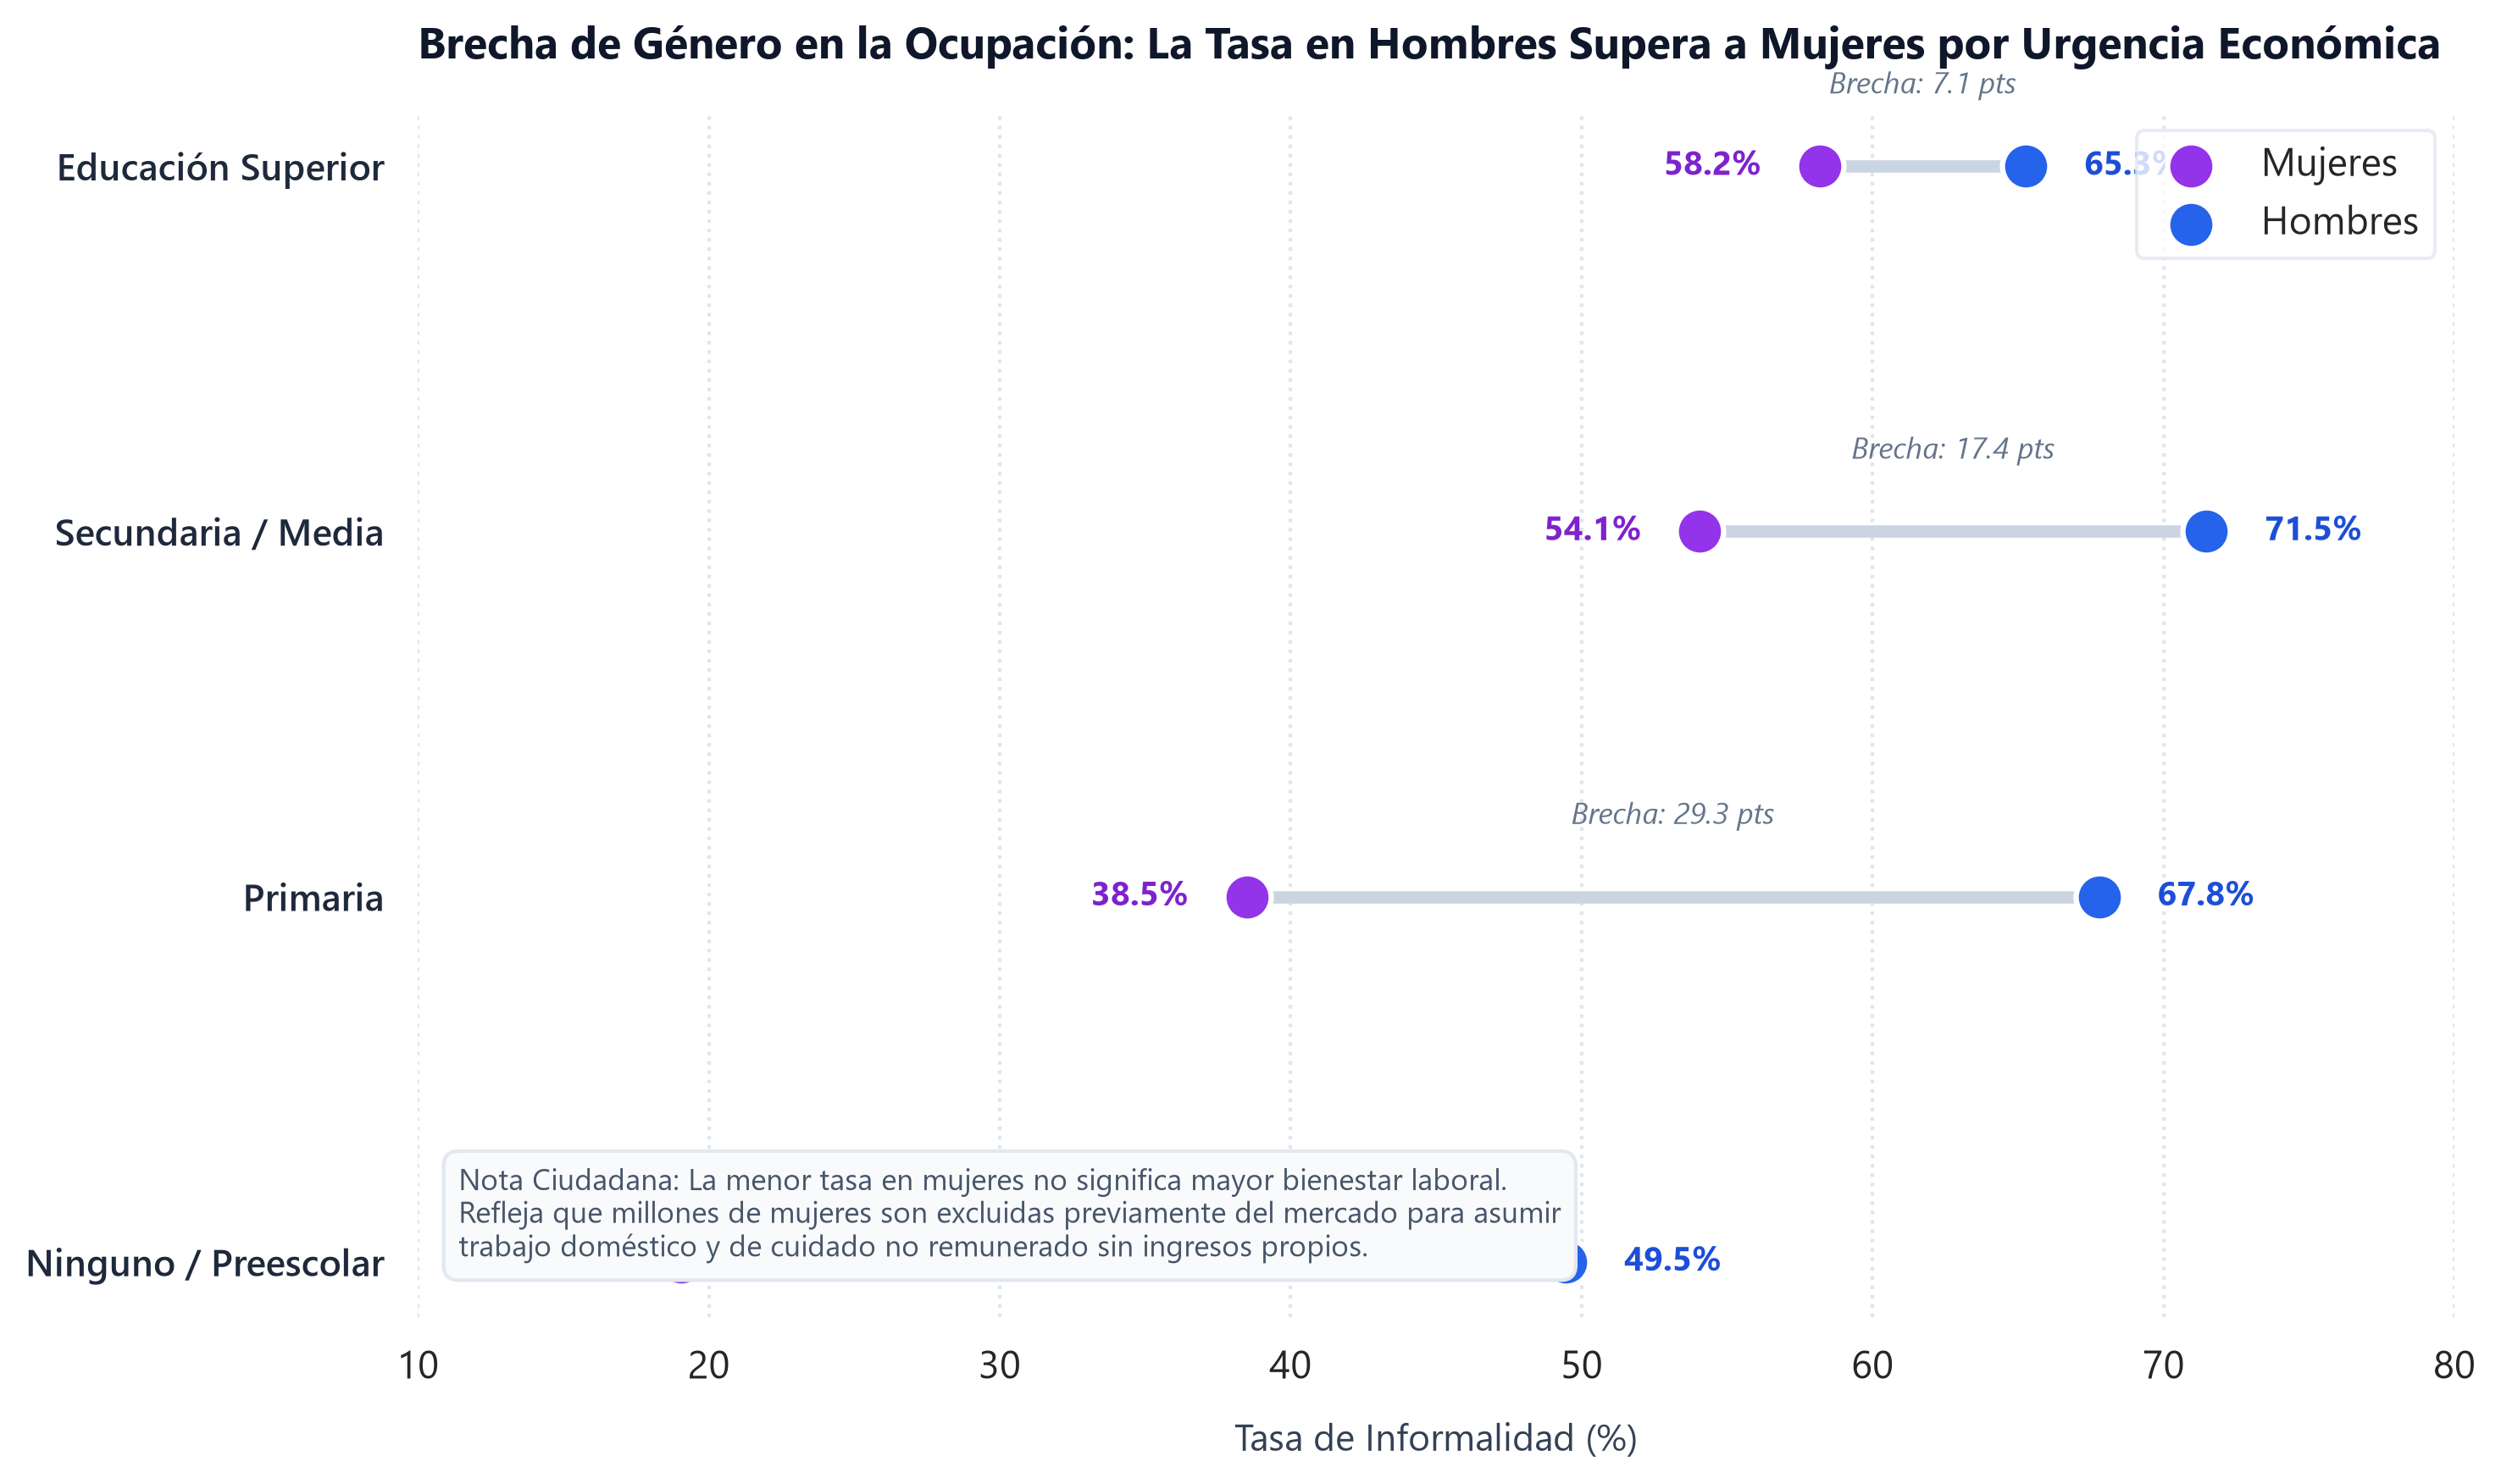 Brecha de Género en la Ocupación: La Tasa en Hombres Supera a Mujeres por Urgencia Económica
Brecha: 7.1 pts
Educación Superior
58.2%
65.3%
Mujeres
Hombres
Brecha: 17.4 pts
Secundaria / Media
54.1%
71.5%
Brecha: 29.3 pts
Primaria
38.5%
67.8%
Nota Ciudadana: La menor tasa en mujeres no significa mayor bienestar laboral.
Refleja que millones de mujeres son excluidas previamente del mercado para asumir
trabajo doméstico y de cuidado no remunerado sin ingresos propios.
Ninguno / Preescolar
49.5%
10 20 30 40 50 60 70 80
Tasa de Informalidad (%)